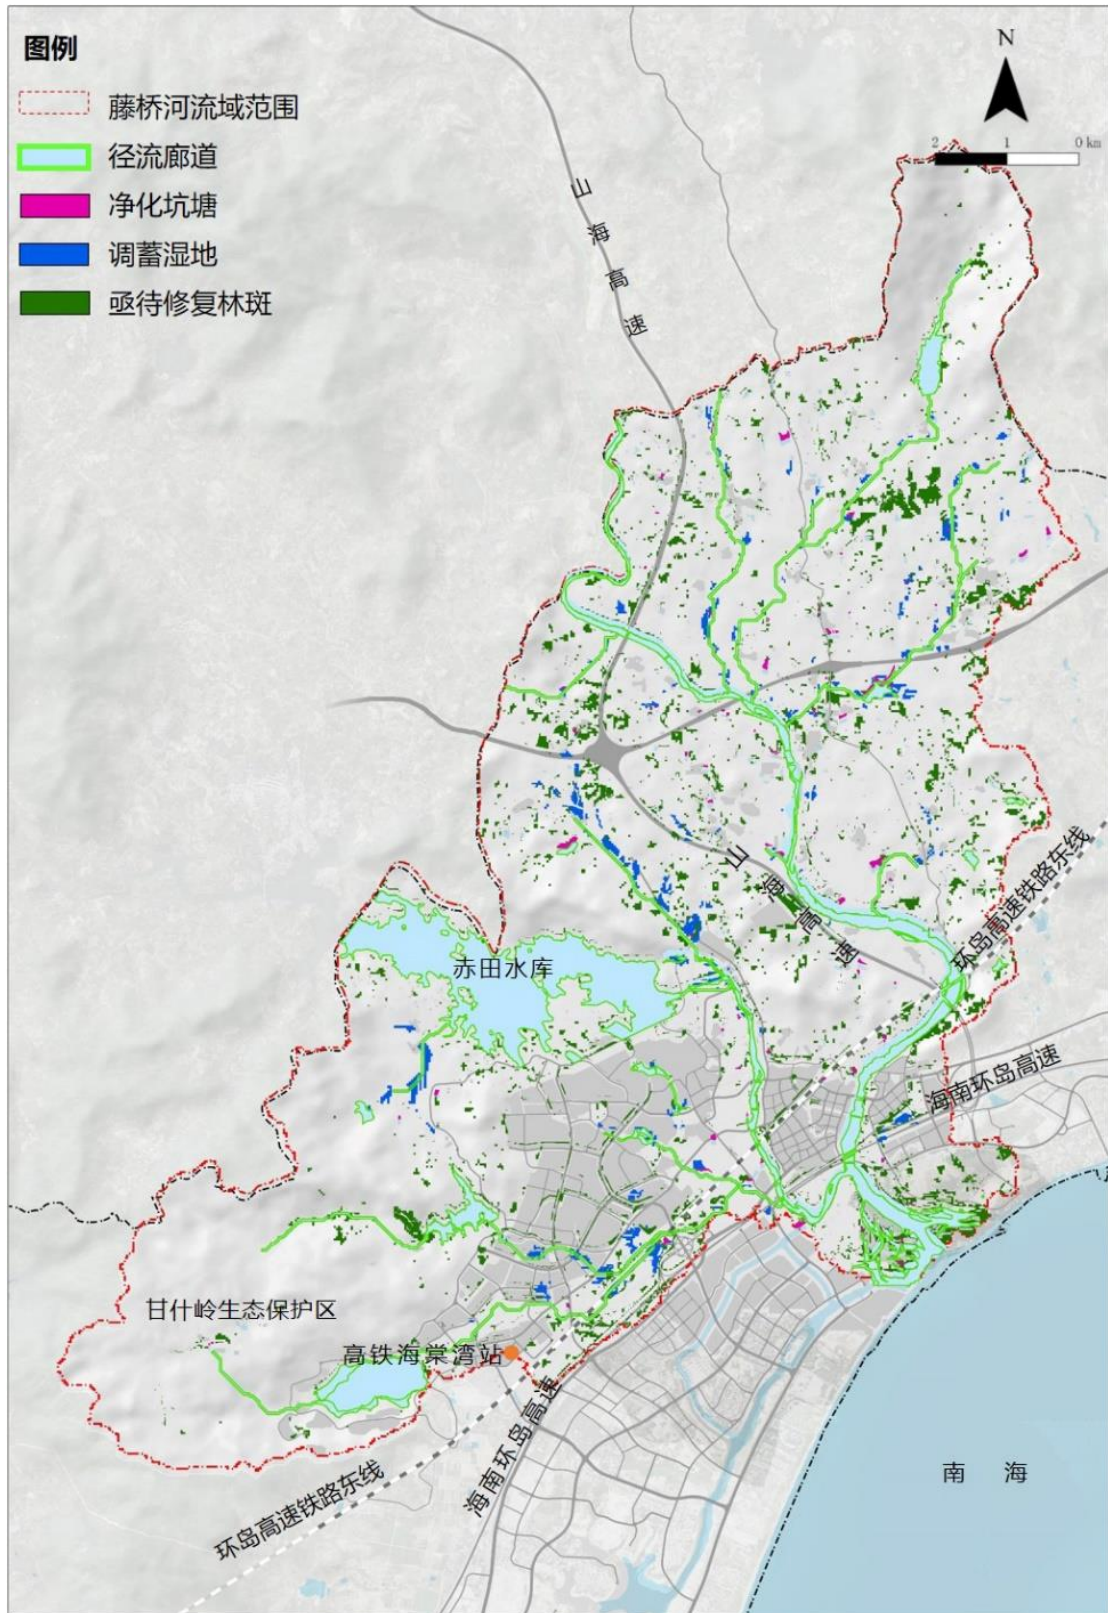 图例
藤桥河流域范围
径流廊道
净化坑塘
调蓄湿地
亟待修复林斑
N
2 1 0 km
山海高速
山海高速
环岛高速铁路东线
赤田水库
海南环岛高速
甘什岭生态保护区
高铁海棠湾站
海南环岛高速
环岛高速铁路东线
南 海